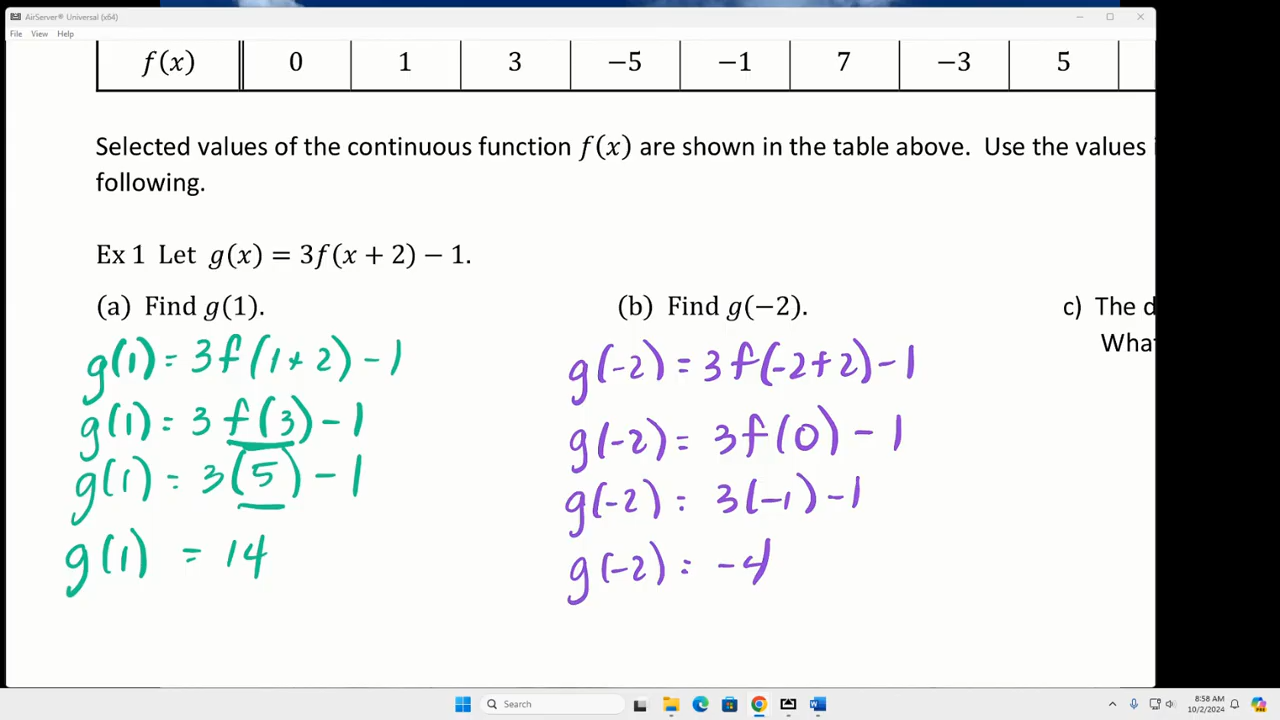 AirServer® Universal (x64)
File View Help
f(x) 0 1 3 −5 −1 7 −3 5
Selected values of the continuous function f(x) are shown in the table above. Use the values
following.
Ex 1 Let g(x) = 3f(x + 2) − 1.
(a) Find g(1). (b) Find g(−2). c) The d
Wha
g(1) = 3f(1+2) −1
g(1) = 3 f(3) −1
g(1) = 3(5) −1
g(1) = 14
g(-2) = 3f(-2+2) −1
g(-2) = 3f(0) − 1
g(-2) = 3(-1) −1
g(-2) = -4
Search
8:58 AM
10/2/2024